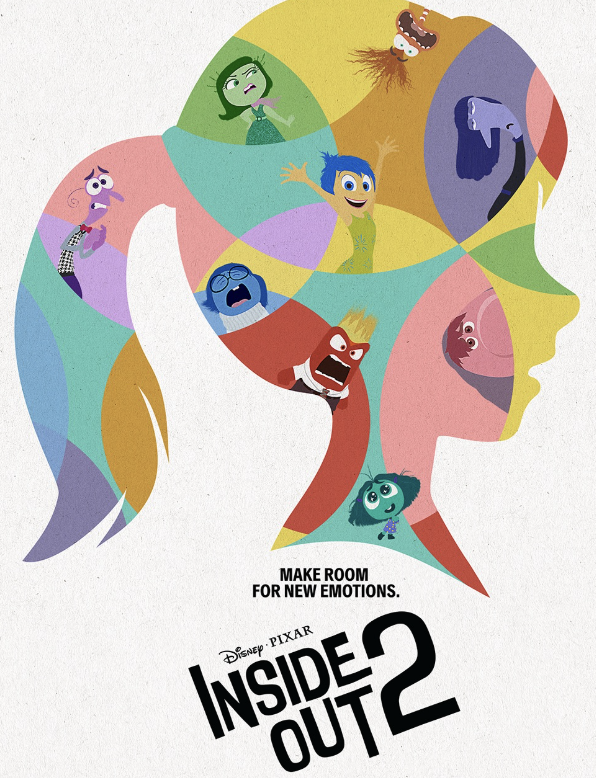 MAKE ROOM
FOR NEW EMOTIONS.
Disney · PIXAR
INSIDE
OUT 2